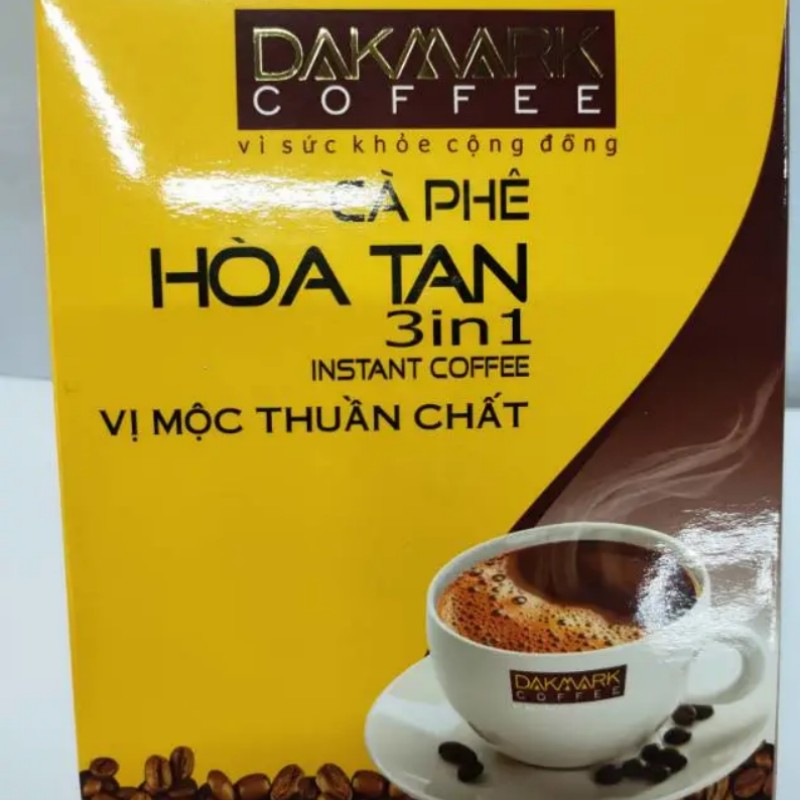 DAKMARK
COFFEE
vì sức khỏe cộng đồng
CÀ PHÊ
HÒA TAN
3in1
INSTANT COFFEE
VỊ MỘC THUẦN CHẤT
DAKMARK
COFFEE